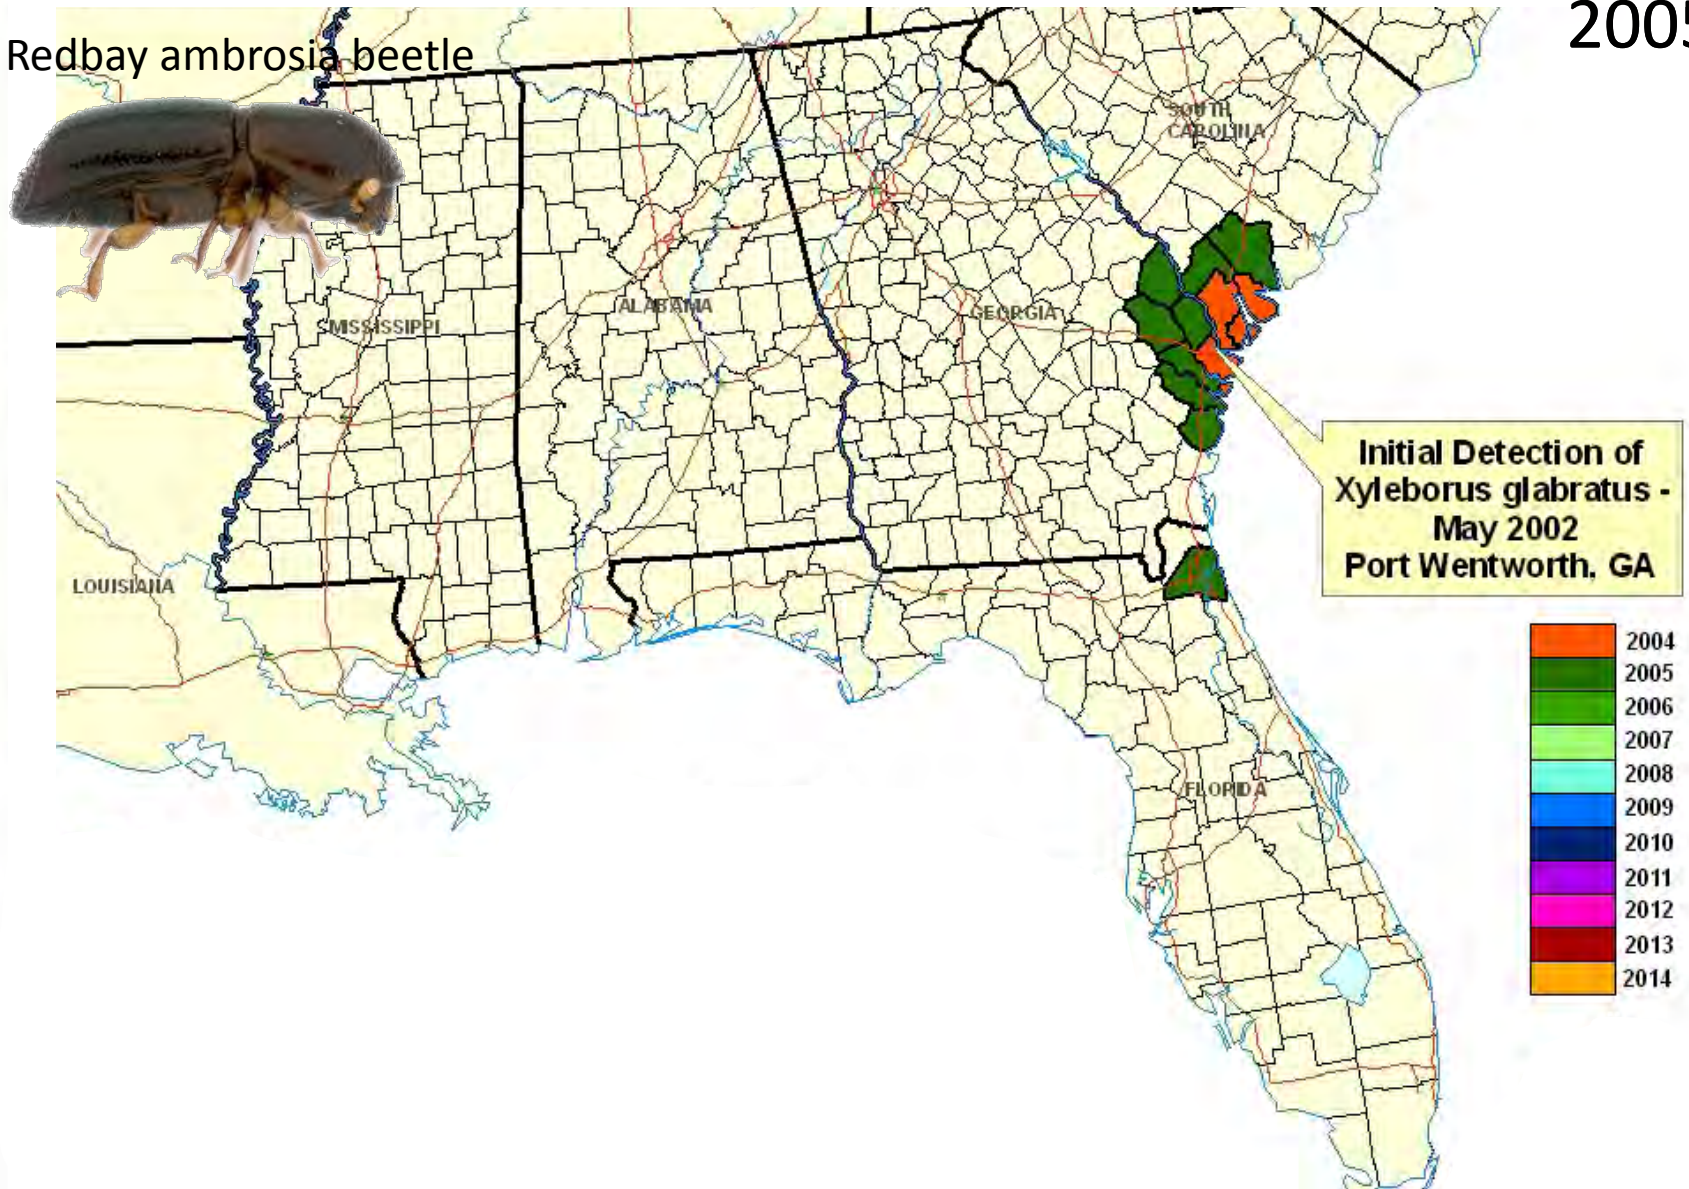 2005
Redbay ambrosia beetle
SOUTH
CAROLINA
MISSISSIPPI
ALABAMA
GEORGIA
Initial Detection of
Xyleborus glabratus -
May 2002
Port Wentworth, GA
LOUISIANA
FLORIDA
2004
2005
2006
2007
2008
2009
2010
2011
2012
2013
2014